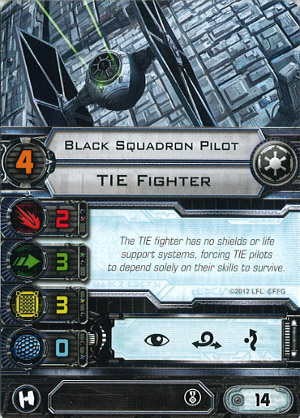 Black Squadron Pilot
4
TIE Fighter
2
The TIE fighter has no shields or life
support systems, forcing TIE pilots
to depend solely on their skills to survive.
3
©2012 LFL ©FFG
3
0
14